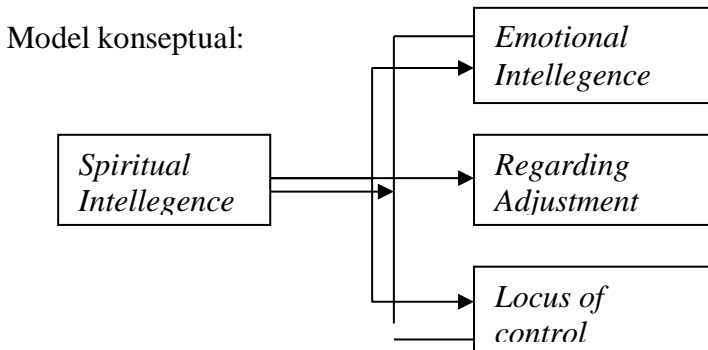 Model konseptual:
Emotional
Intellegence
Spiritual
Intellegence
Regarding
Adjustment
Locus of
control